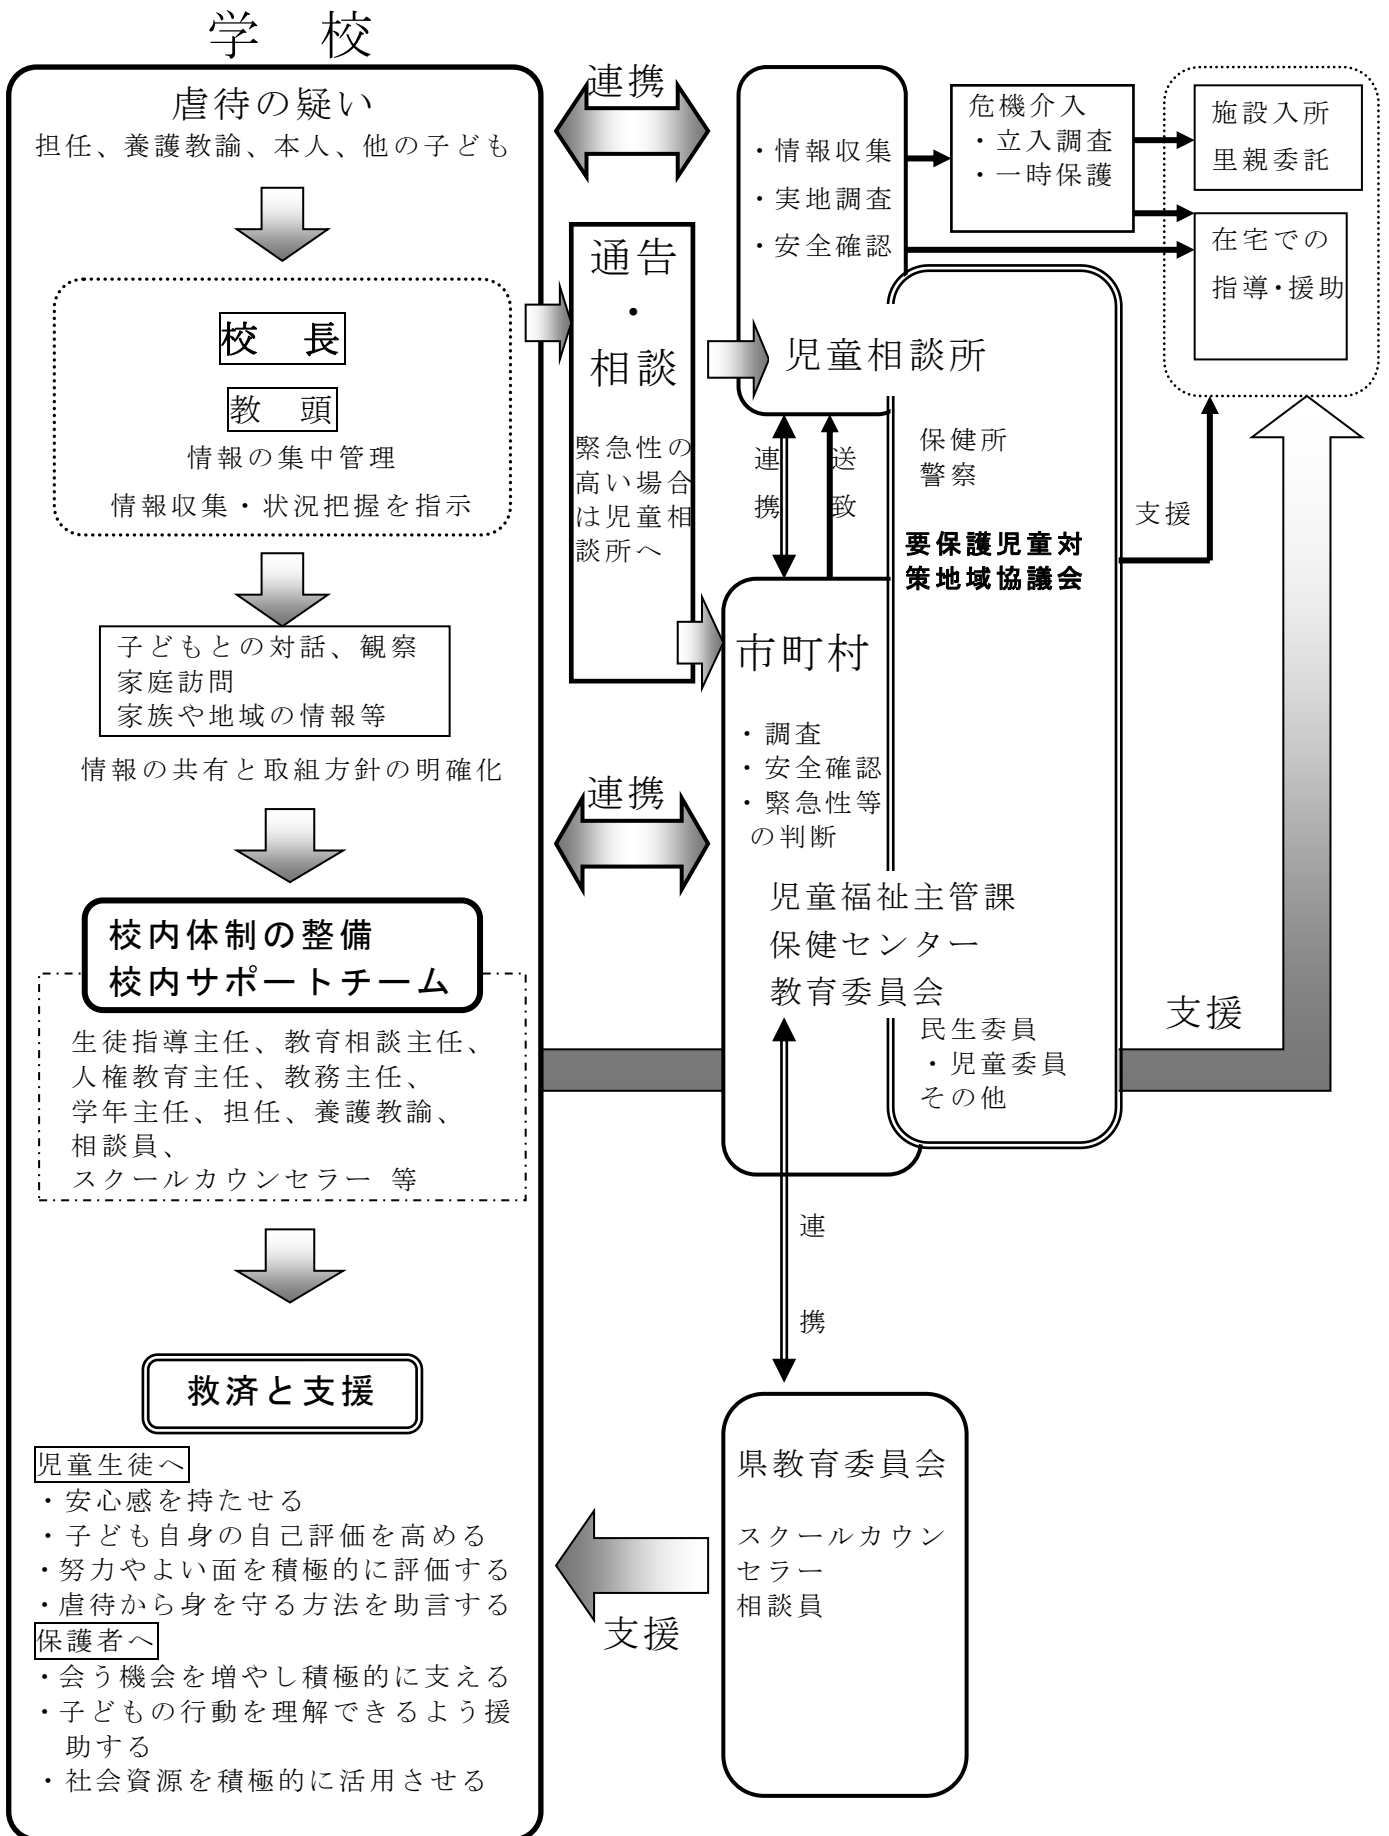 学　校
虐待の疑い
担任、養護教諭、本人、他の子ども
校　長
教　頭
情報の集中管理
情報収集・状況把握を指示
子どもとの対話、観察
家庭訪問
家族や地域の情報等
情報の共有と取組方針の明確化
校内体制の整備
校内サポートチーム
生徒指導主任、教育相談主任、
人権教育主任、教務主任、
学年主任、担任、養護教諭、
相談員、
スクールカウンセラー 等
救済と支援
児童生徒へ
・安心感を持たせる
・子ども自身の自己評価を高める
・努力やよい面を積極的に評価する
・虐待から身を守る方法を助言する
保護者へ
・会う機会を増やし積極的に支える
・子どもの行動を理解できるよう援
助する
・社会資源を積極的に活用させる
連携
通告
・
相談
緊急性の
高い場合
は児童相
談所へ
連携
支援
・情報収集
・実地調査
・安全確認
児童相談所
連携
送致
市町村
・調査
・安全確認
・緊急性等
の判断
児童福祉主管課
保健センター
教育委員会
保健所
警察
要保護児童対
策地域協議会
民生委員
・児童委員
その他
連携
県教育委員会
スクールカウン
セラー
相談員
危機介入
・立入調査
・一時保護
施設入所
里親委託
在宅での
指導・援助
支援
支援